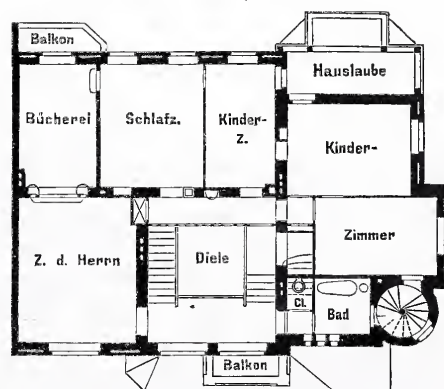 Balkon
Hauslaube
Bücherei
Schlafz.
Kinder-
Z.
Kinder-
Zimmer
Z. d. Herrn
Diele
Cl.
Bad
Balkon